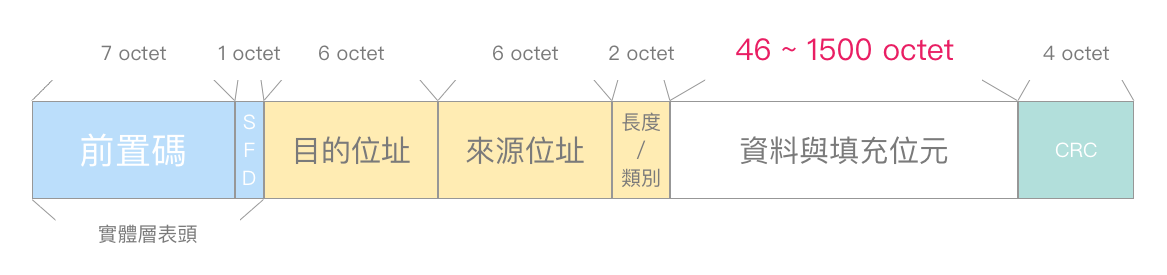 7 octet
1 octet
6 octet
6 octet
2 octet
46 ~ 1500 octet
4 octet
前置碼
S
F
D
目的位址
來源位址
長度
/
類別
資料與填充位元
CRC
實體層表頭